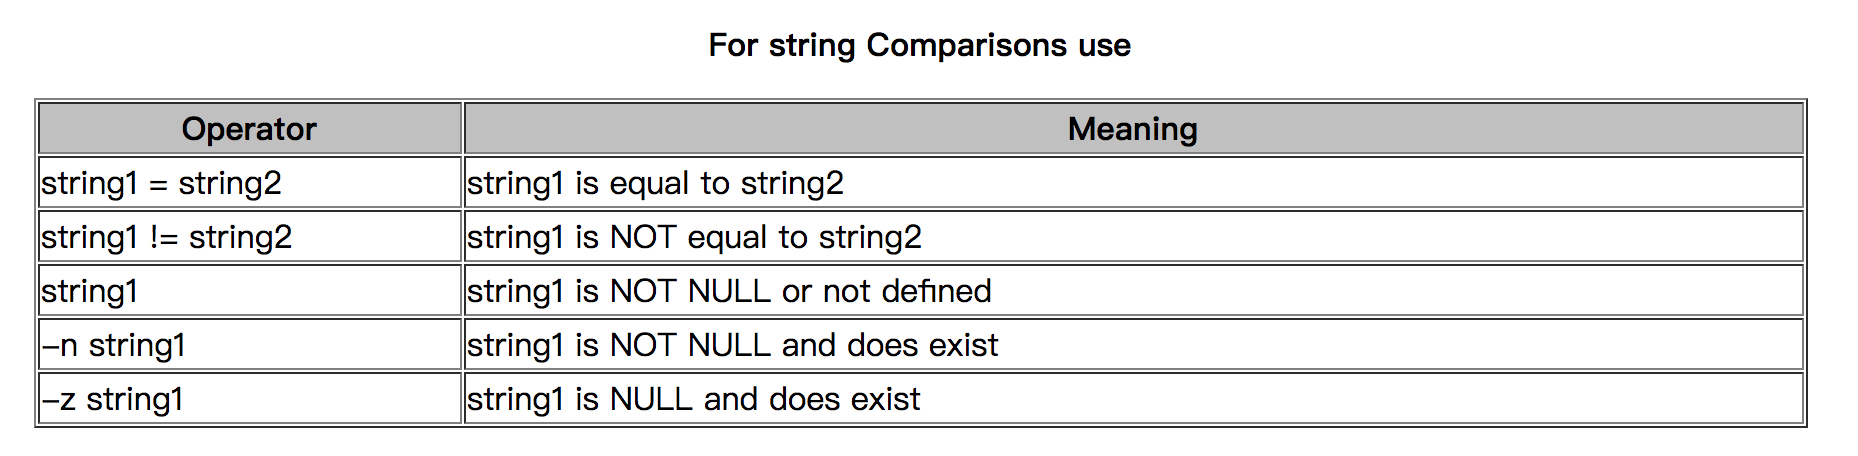 For string Comparisons use
Operator Meaning
string1 = string2 string1 is equal to string2
string1 != string2 string1 is NOT equal to string2
string1 string1 is NOT NULL or not defined
–n string1 string1 is NOT NULL and does exist
–z string1 string1 is NULL and does exist